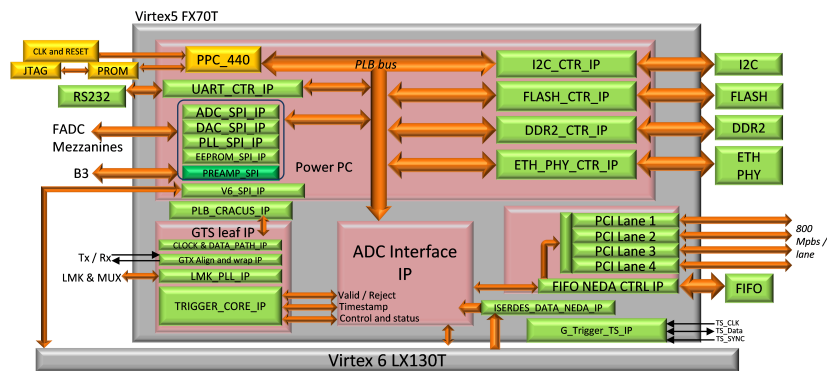 Virtex5 FX70T
CLK and RESET
JTAG
PROM
PPC_440
PLB bus
I2C_CTR_IP
I2C
RS232
UART_CTR_IP
FLASH_CTR_IP
FLASH
FADC
Mezzanines
ADC_SPI_IP
DAC_SPI_IP
PLL_SPI_IP
EEPROM_SPI_IP
PREAMP_SPI
Power PC
DDR2_CTR_IP
DDR2
ETH_PHY_CTR_IP
ETH
PHY
B3
V6_SPI_IP
PLB_CRACUS_IP
GTS leaf IP
CLOCK & DATA_PATH_IP
Tx / Rx
GTX Align and wrap IP
LMK & MUX
LMK_PLL_IP
TRIGGER_CORE_IP
Valid / Reject
Timestamp
Control and status
ADC Interface
IP
PCI Lane 1
PCI Lane 2
PCI Lane 3
PCI Lane 4
800
Mpbs /
lane
FIFO NEDA CTRL IP
FIFO
ISERDES_DATA_NEDA_IP
G_Trigger_TS_IP
TS_CLK
TS_Data
TS_SYNC
Virtex 6 LX130T